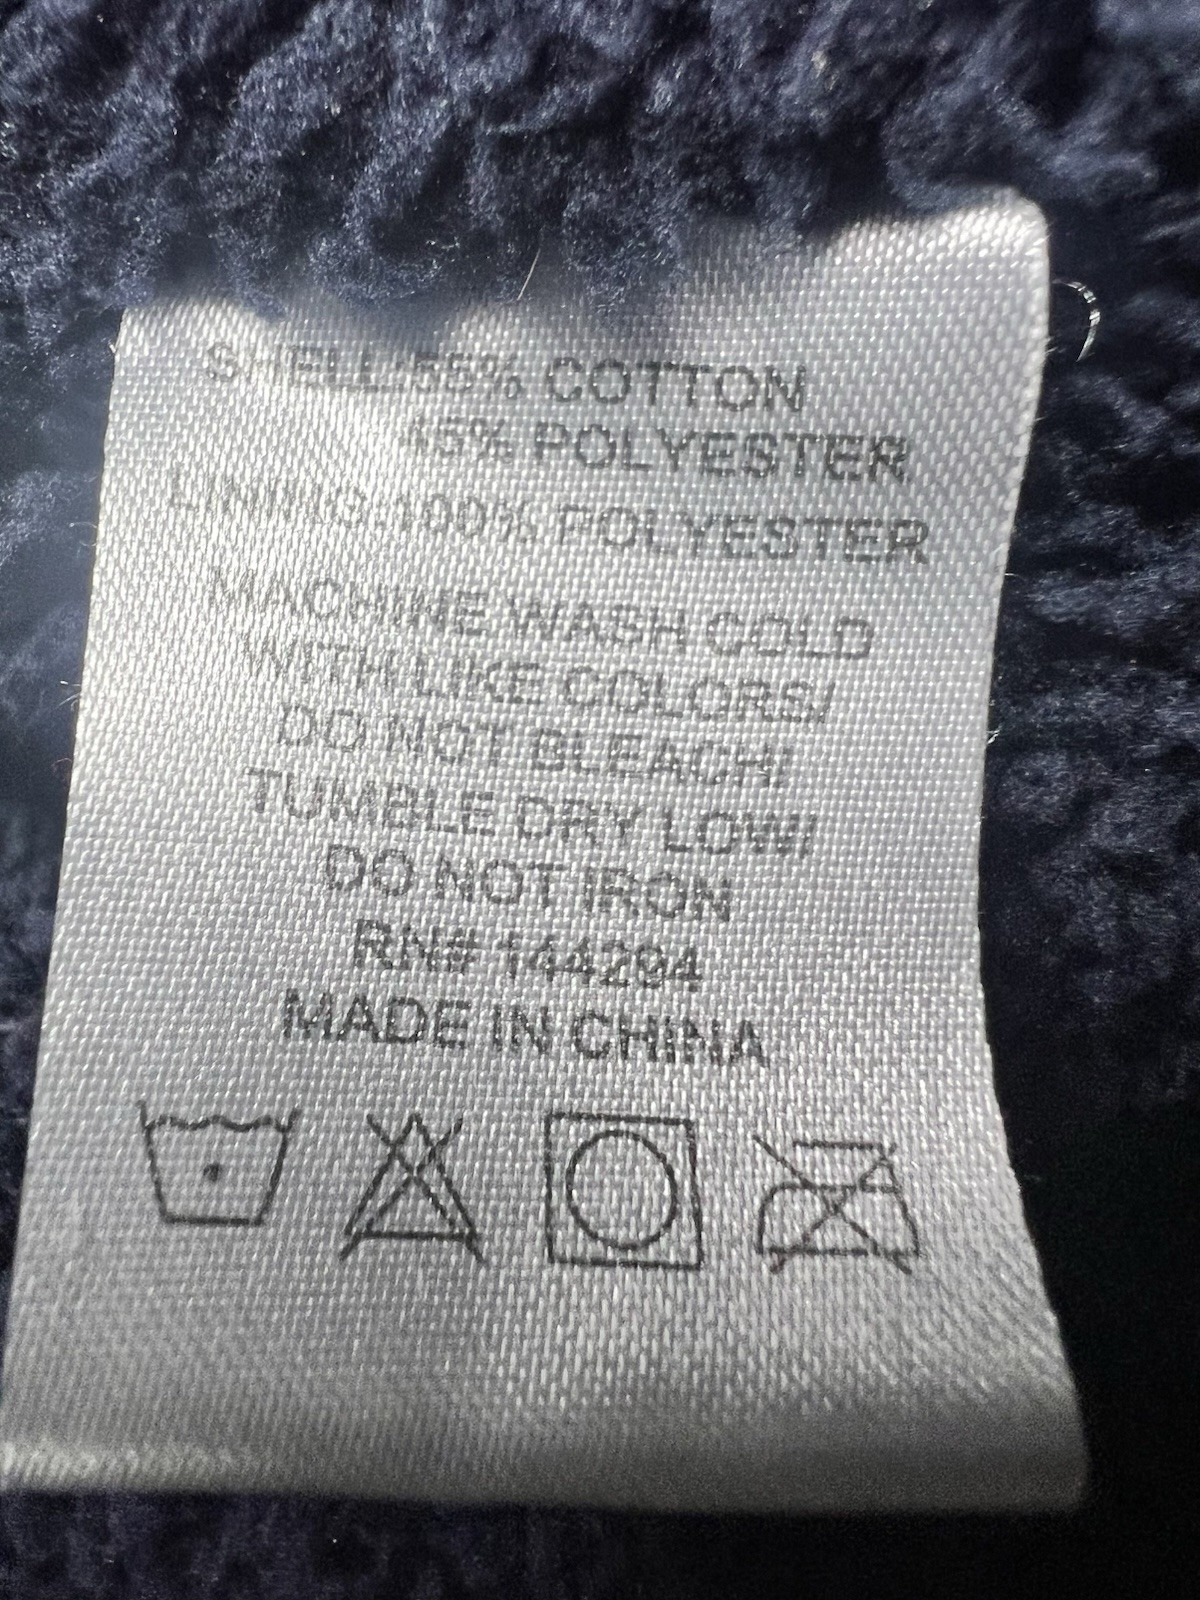 SHELL:55% COTTON
45% POLYESTER
LINING:100% POLYESTER
MACHINE WASH COLD
WITH LIKE COLORS/
DO NOT BLEACH/
TUMBLE DRY LOW/
DO NOT IRON
RN# 144294
MADE IN CHINA